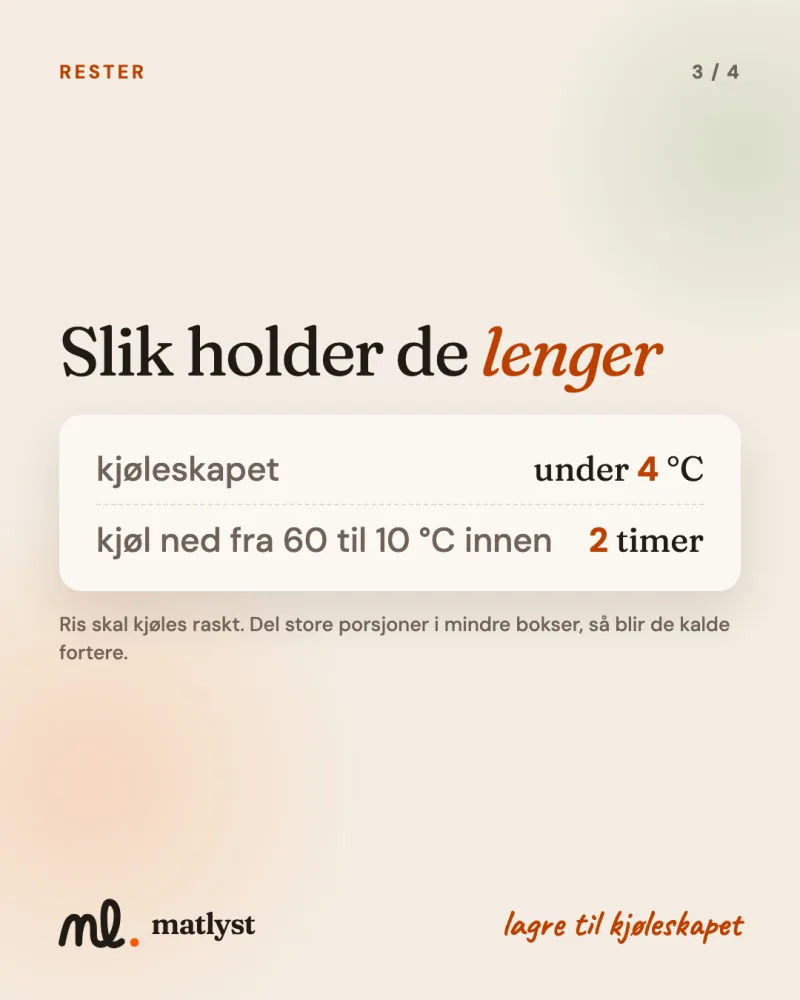 RESTER
3 / 4
Slik holder de lenger
kjøleskapet under 4 °C
kjøl ned fra 60 til 10 °C innen 2 timer
Ris skal kjøles raskt. Del store porsjoner i mindre bokser, så blir de kalde
fortere.
ml. matlyst
lagre til kjøleskapet